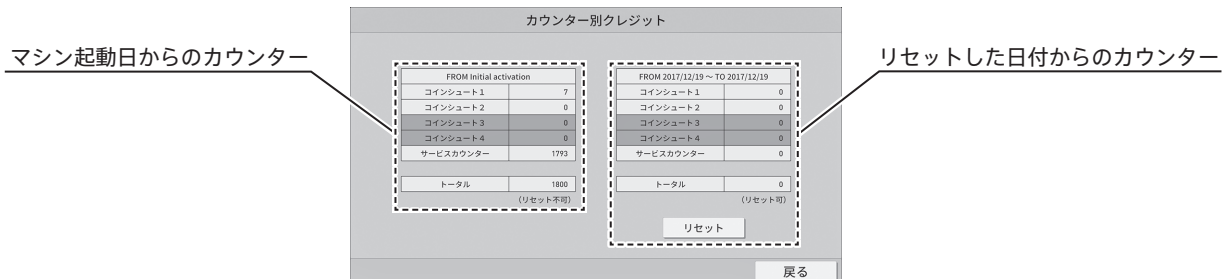 カウンター別クレジット
マシン起動日からのカウンター
リセットした日付からのカウンター
FROM Initial activation
コインシュート1 7
コインシュート2 0
コインシュート3 0
コインシュート4 0
サービスカウンター 1793
トータル 1800
(リセット不可)
FROM 2017/12/19 ~ TO 2017/12/19
コインシュート1 0
コインシュート2 0
コインシュート3 0
コインシュート4 0
サービスカウンター 0
トータル 0
(リセット可)
リセット
戻る